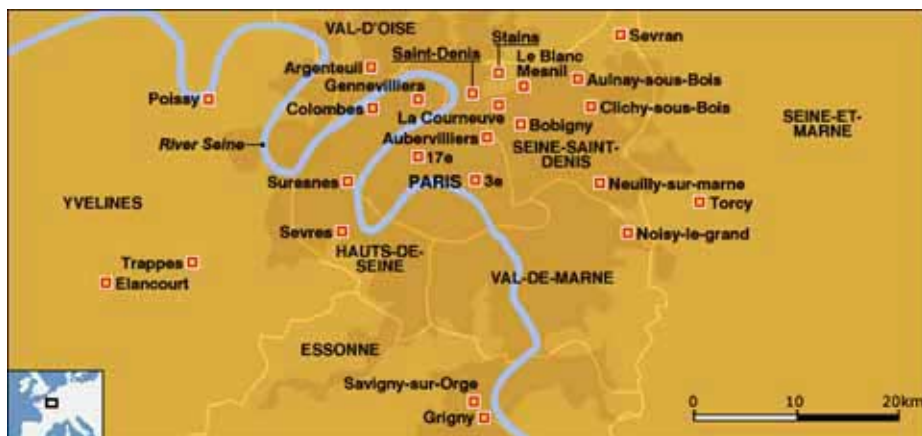 VAL-D'OISE
Stains
Sevran
Saint-Denis
Le Blanc
Mesnil
Argenteuil
Aulnay-sous-Bois
Gennevilliers
Poissy
Colombes
Clichy-sous-Bois
La Courneuve
SEINE-ET-
MARNE
Bobigny
River Seine
Aubervilliers
SEINE-SAINT-
DENIS
17e
Suresnes
PARIS
3e
Neuilly-sur-marne
YVELINES
Torcy
Sevres
Noisy-le-grand
HAUTS-DE-
SEINE
Trappes
VAL-DE-MARNE
Elancourt
ESSONNE
Savigny-sur-Orge
Grigny
0 10 20km